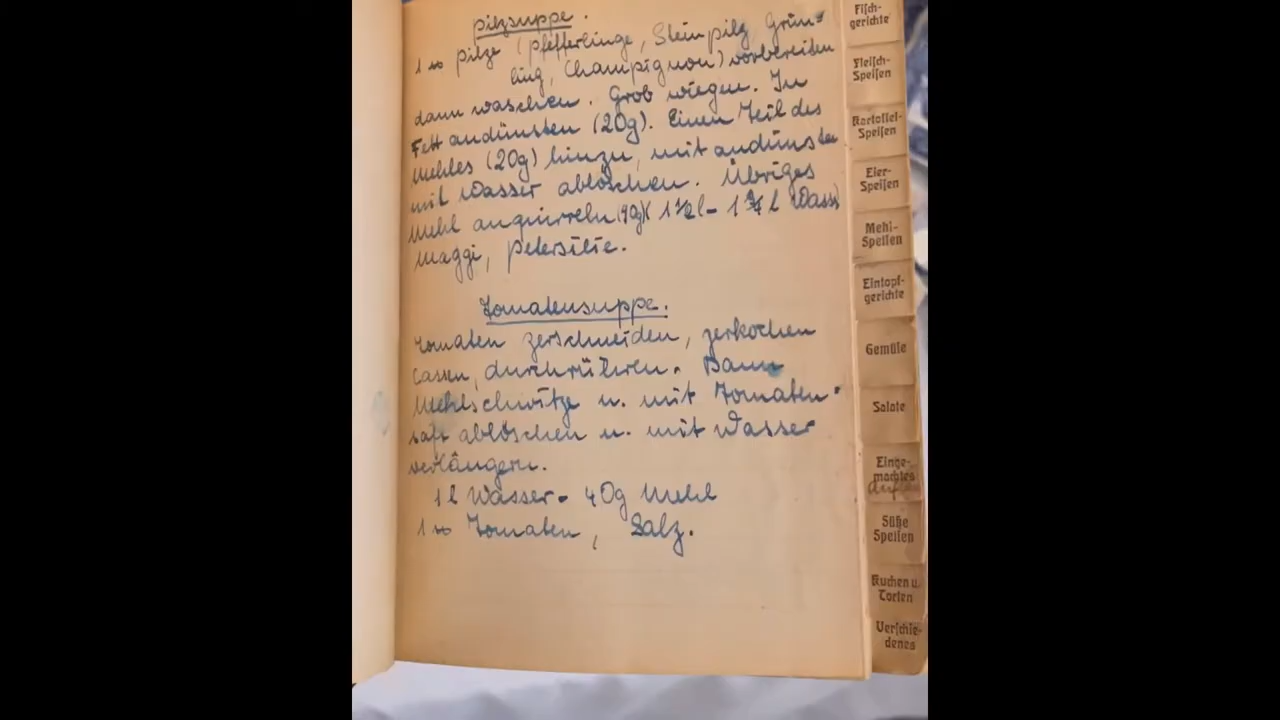 Pilzsuppe.
1 ℔ Pilze (Pfefferlinge, Steinpilz Grün=
ling, Champignon) vorbereiten
dann waschen. Grob wiegen. In
Fett andünsten (20g). Einen Teil des
Mehles (20g) hinzu, mit andünsten
mit Wasser ablöschen. Übriges
Mehl anquirreln (40g) 1 1/2 l - 1 3/4 l Wasser
Maggi, Petersilie.
Tomatensuppe.
Tomaten zerschneiden, zerkochen
lassen, durchrühren. Dann
Mehlschwitze u. mit Tomaten-
saft ablöschen u. mit Wasser
verlängern.
1 l Wasser - 40g Mehl
1 ℔ Tomaten, Salz.
Fisch-
gerichte
Fleisch-
Speisen
Kartoffel-
Speisen
Eier-
Speisen
Mehl-
Speisen
Eintopf-
gerichte
Gemüse
Salate
Einge-
machtes
Süße
Speisen
Kuchen u.
Torten
Verschie-
denes